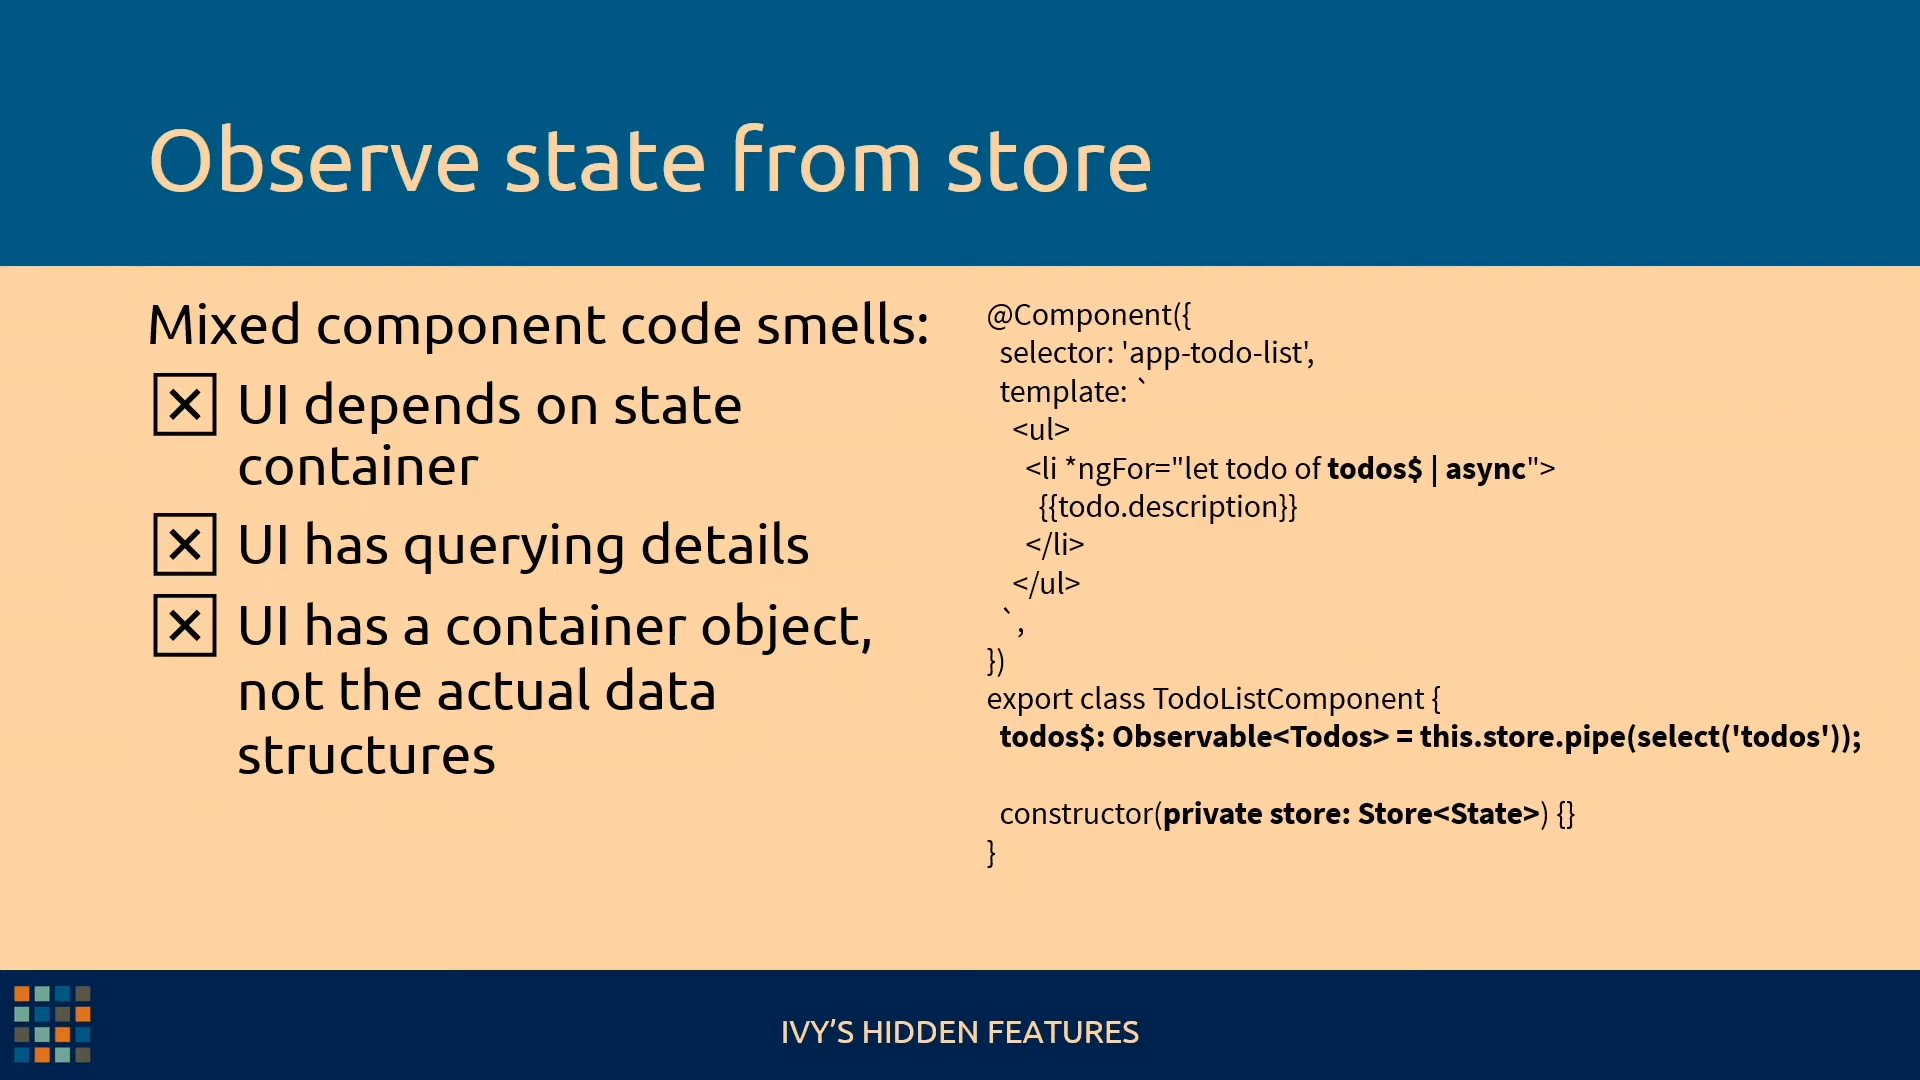 Observe state from store
Mixed component code smells:
☒ UI depends on state
container
☒ UI has querying details
☒ UI has a container object,
not the actual data
structures
@Component({
  selector: 'app-todo-list',
  template: `
    <ul>
      <li *ngFor="let todo of todos$ | async">
        {{todo.description}}
      </li>
    </ul>
  `,
})
export class TodoListComponent {
  todos$: Observable<Todos> = this.store.pipe(select('todos'));
  constructor(private store: Store<State>) {}
}
IVY’S HIDDEN FEATURES